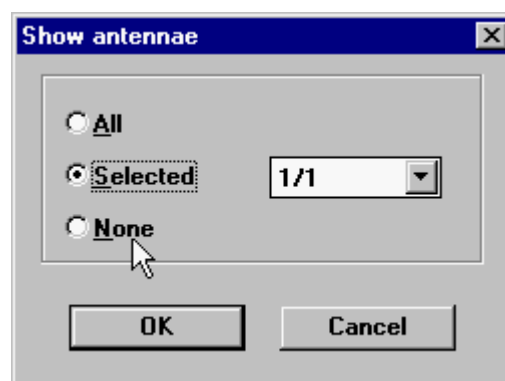 Show antennae
All
Selected 1/1
None
OK Cancel